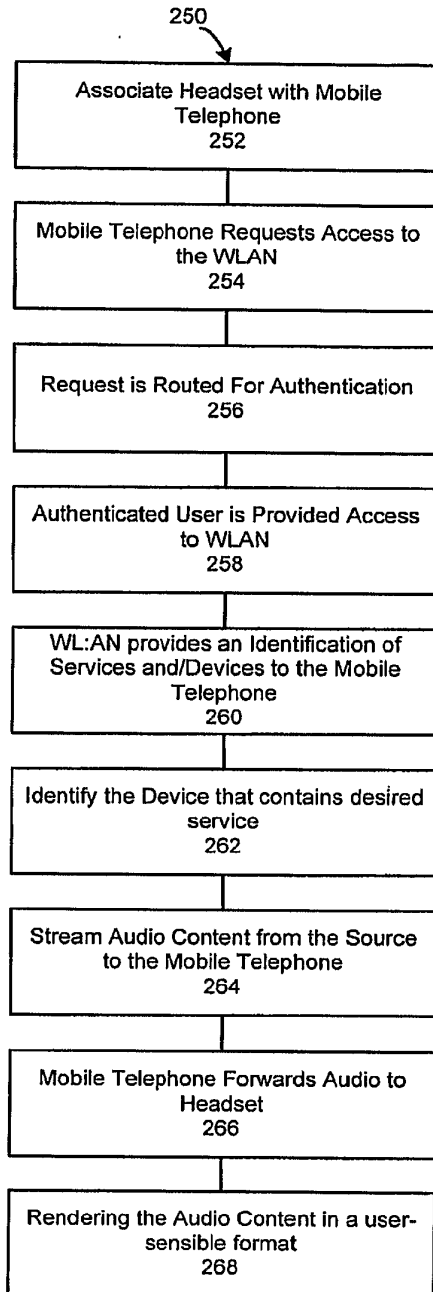 250
Associate Headset with Mobile
Telephone
252
Mobile Telephone Requests Access to
the WLAN
254
Request is Routed For Authentication
256
Authenticated User is Provided Access
to WLAN
258
WL:AN provides an Identification of
Services and/Devices to the Mobile
Telephone
260
Identify the Device that contains desired
service
262
Stream Audio Content from the Source
to the Mobile Telephone
264
Mobile Telephone Forwards Audio to
Headset
266
Rendering the Audio Content in a user-
sensible format
268